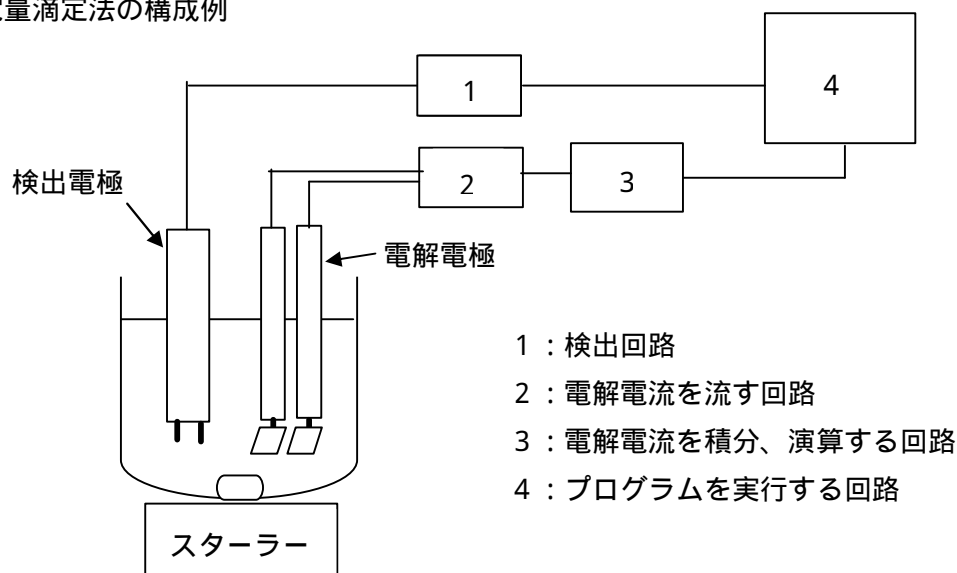 量滴定法の構成例
1
4
2
3
検出電極
電解電極
1 :検出回路
2 :電解電流を流す回路
3 :電解電流を積分、演算する回路
4 :プログラムを実行する回路
スターラー